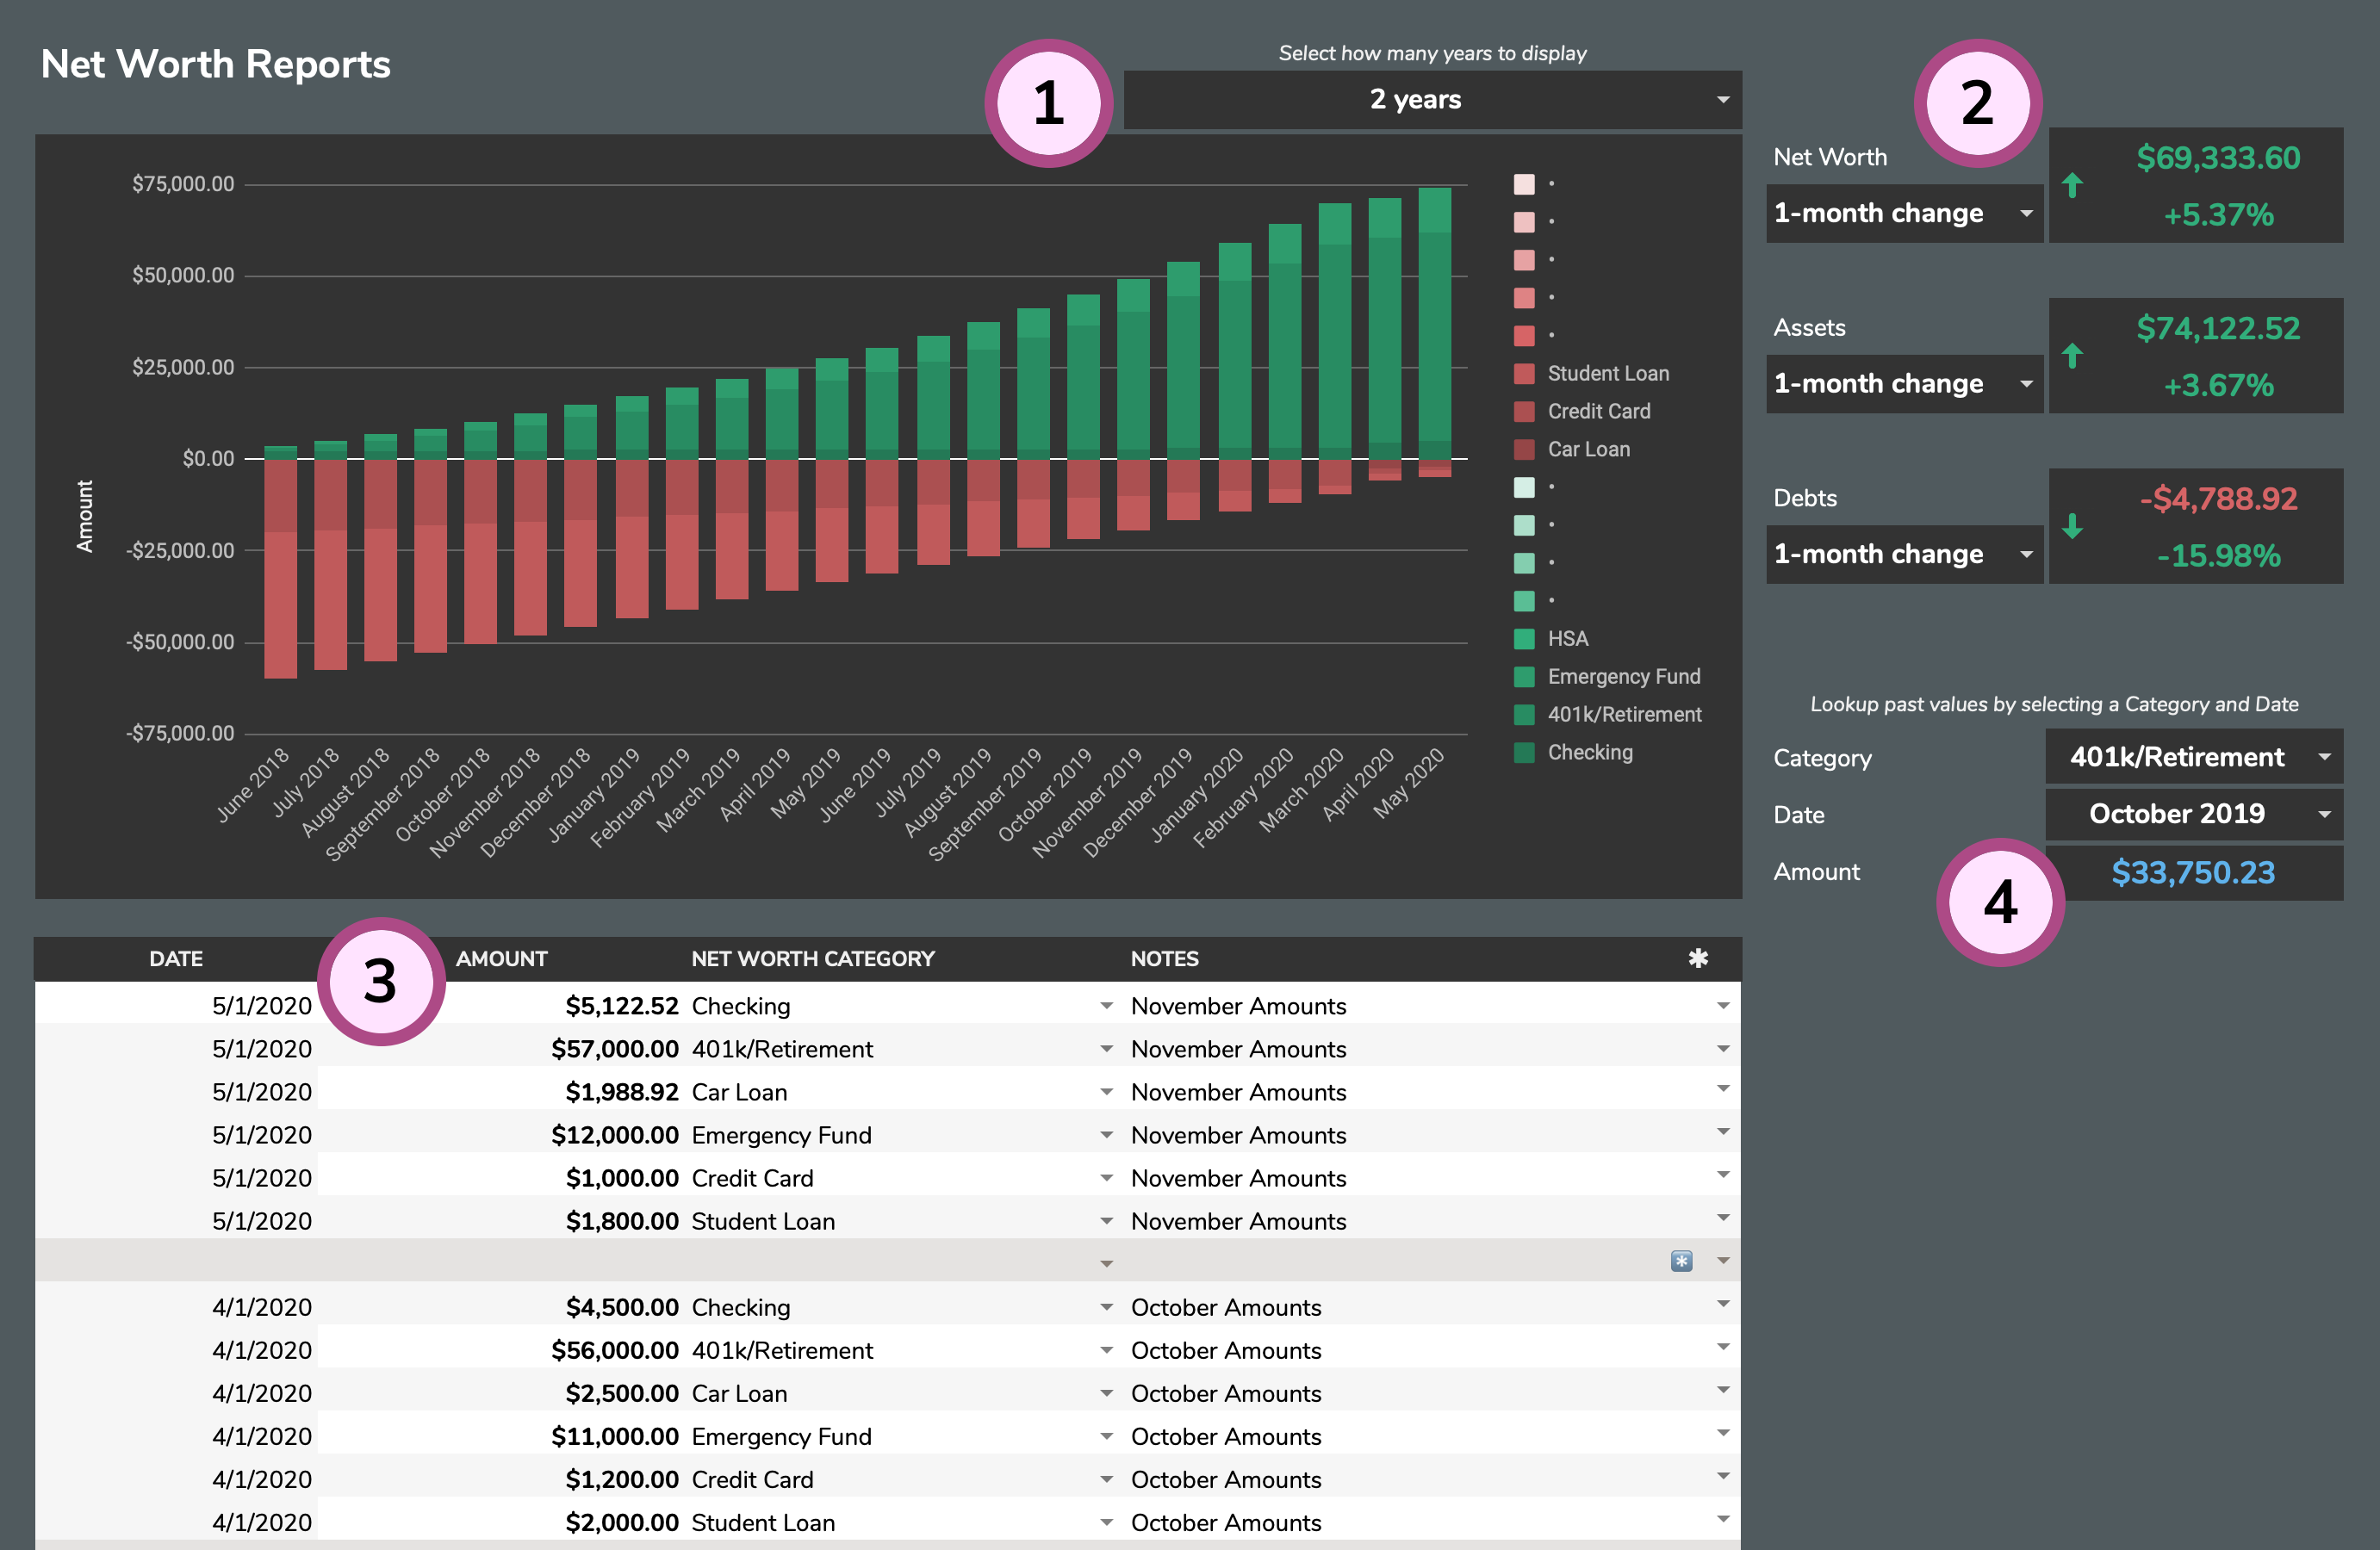 Net Worth Reports
1
Select how many years to display
2 years
2
$75,000.00
$50,000.00
$25,000.00
$0.00
-$25,000.00
-$50,000.00
-$75,000.00
Amount
June 2018
July 2018
August 2018
September 2018
October 2018
November 2018
December 2018
January 2019
February 2019
March 2019
April 2019
May 2019
June 2019
July 2019
August 2019
September 2019
October 2019
November 2019
December 2019
January 2020
February 2020
March 2020
April 2020
May 2020
Student Loan
Credit Card
Car Loan
HSA
Emergency Fund
401k/Retirement
Checking
Net Worth
1-month change
$69,333.60
+5.37%
Assets
1-month change
$74,122.52
+3.67%
Debts
1-month change
-$4,788.92
-15.98%
Lookup past values by selecting a Category and Date
Category 401k/Retirement
Date October 2019
Amount $33,750.23
4
3
DATE AMOUNT NET WORTH CATEGORY NOTES ✱
5/1/2020 $5,122.52 Checking November Amounts
5/1/2020 $57,000.00 401k/Retirement November Amounts
5/1/2020 $1,988.92 Car Loan November Amounts
5/1/2020 $12,000.00 Emergency Fund November Amounts
5/1/2020 $1,000.00 Credit Card November Amounts
5/1/2020 $1,800.00 Student Loan November Amounts
✱
4/1/2020 $4,500.00 Checking October Amounts
4/1/2020 $56,000.00 401k/Retirement October Amounts
4/1/2020 $2,500.00 Car Loan October Amounts
4/1/2020 $11,000.00 Emergency Fund October Amounts
4/1/2020 $1,200.00 Credit Card October Amounts
4/1/2020 $2,000.00 Student Loan October Amounts